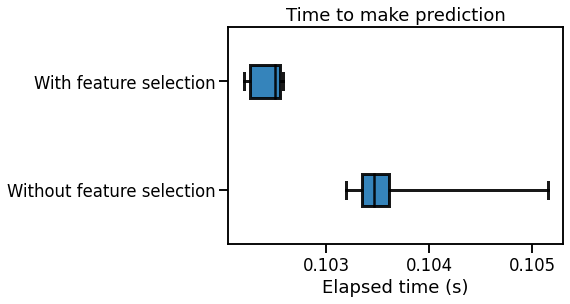 Time to make prediction
With feature selection
Without feature selection
0.103 0.104 0.105
Elapsed time (s)